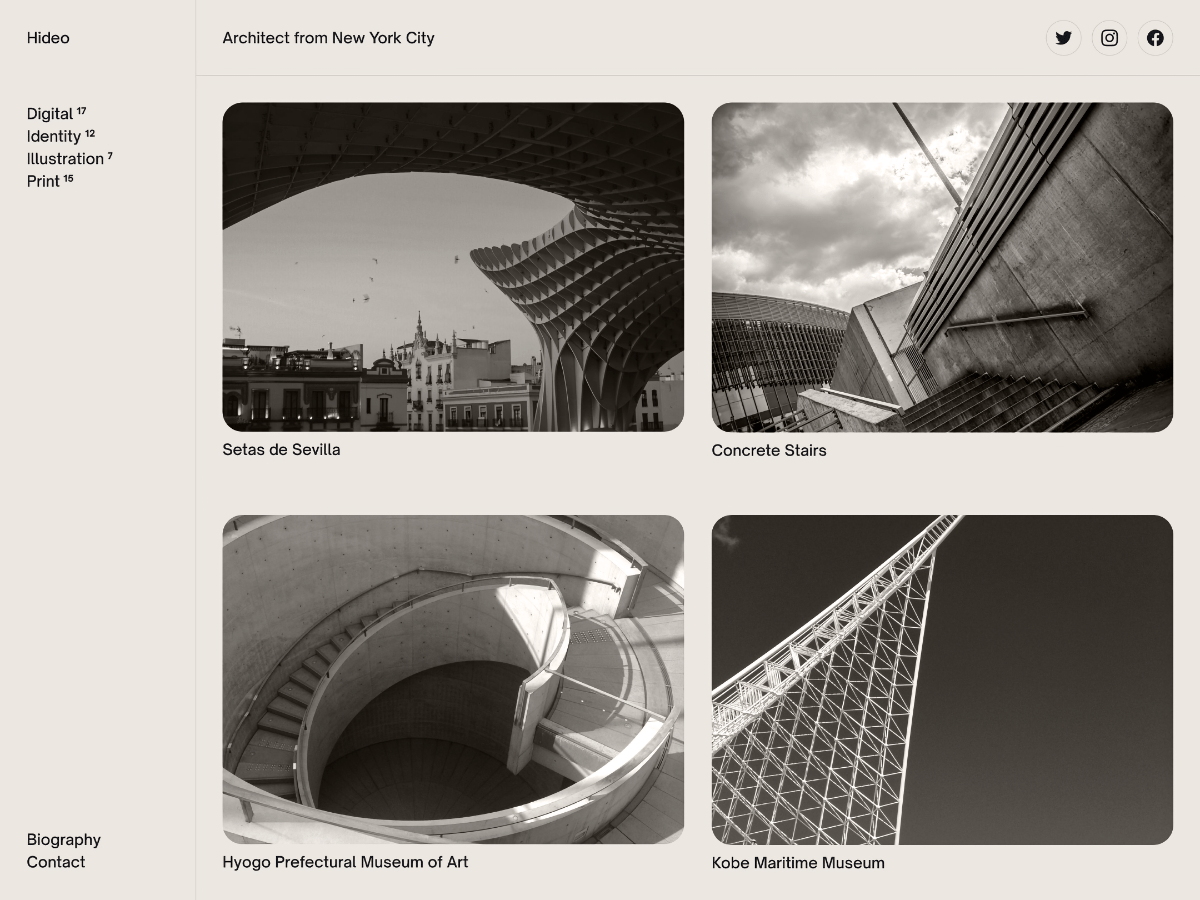 Hideo
Architect from New York City
Digital ¹⁷
Identity ¹²
Illustration ⁷
Print ¹⁵
Setas de Sevilla
Concrete Stairs
Hyogo Prefectural Museum of Art
Kobe Maritime Museum
Biography
Contact